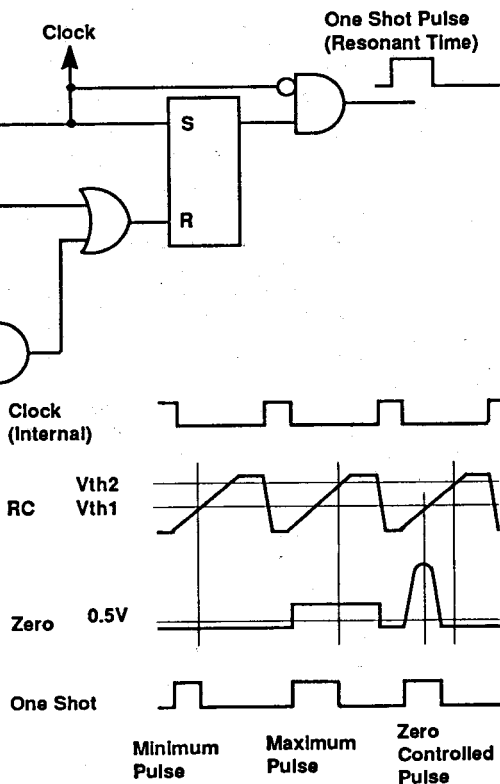 One Shot Pulse
(Resonant Time)
Clock
S
R
Clock
(Internal)
RC
Vth2
Vth1
Zero
0.5V
One Shot
Minimum
Pulse
Maximum
Pulse
Zero
Controlled
Pulse